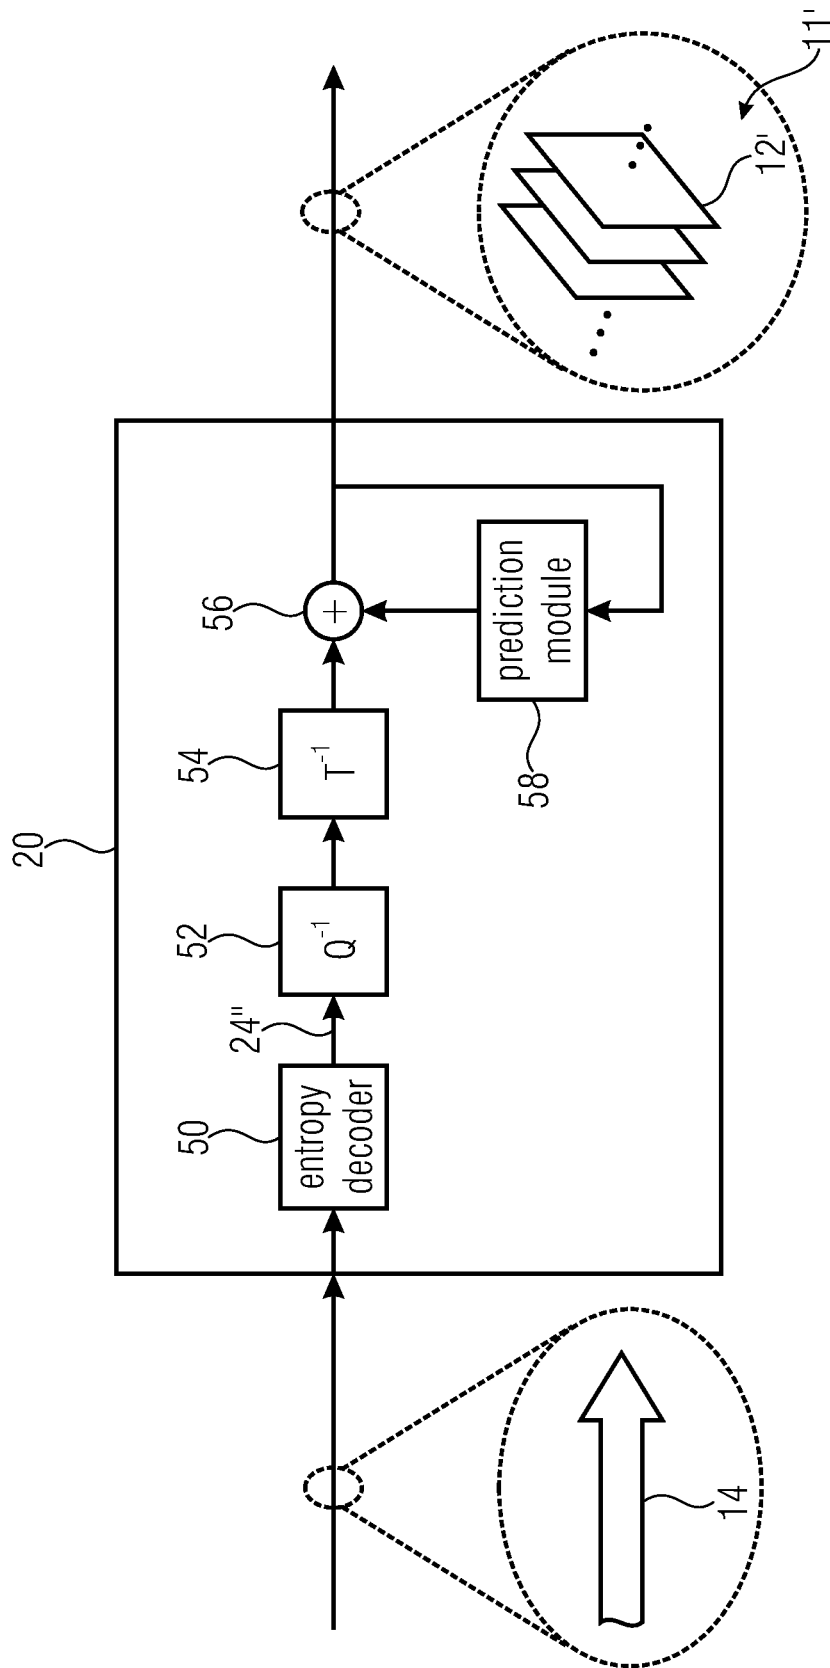 20
50
entropy
decoder
24"
52
Q-1
54
T-1
56
+
58
prediction
module
14
12'
11'